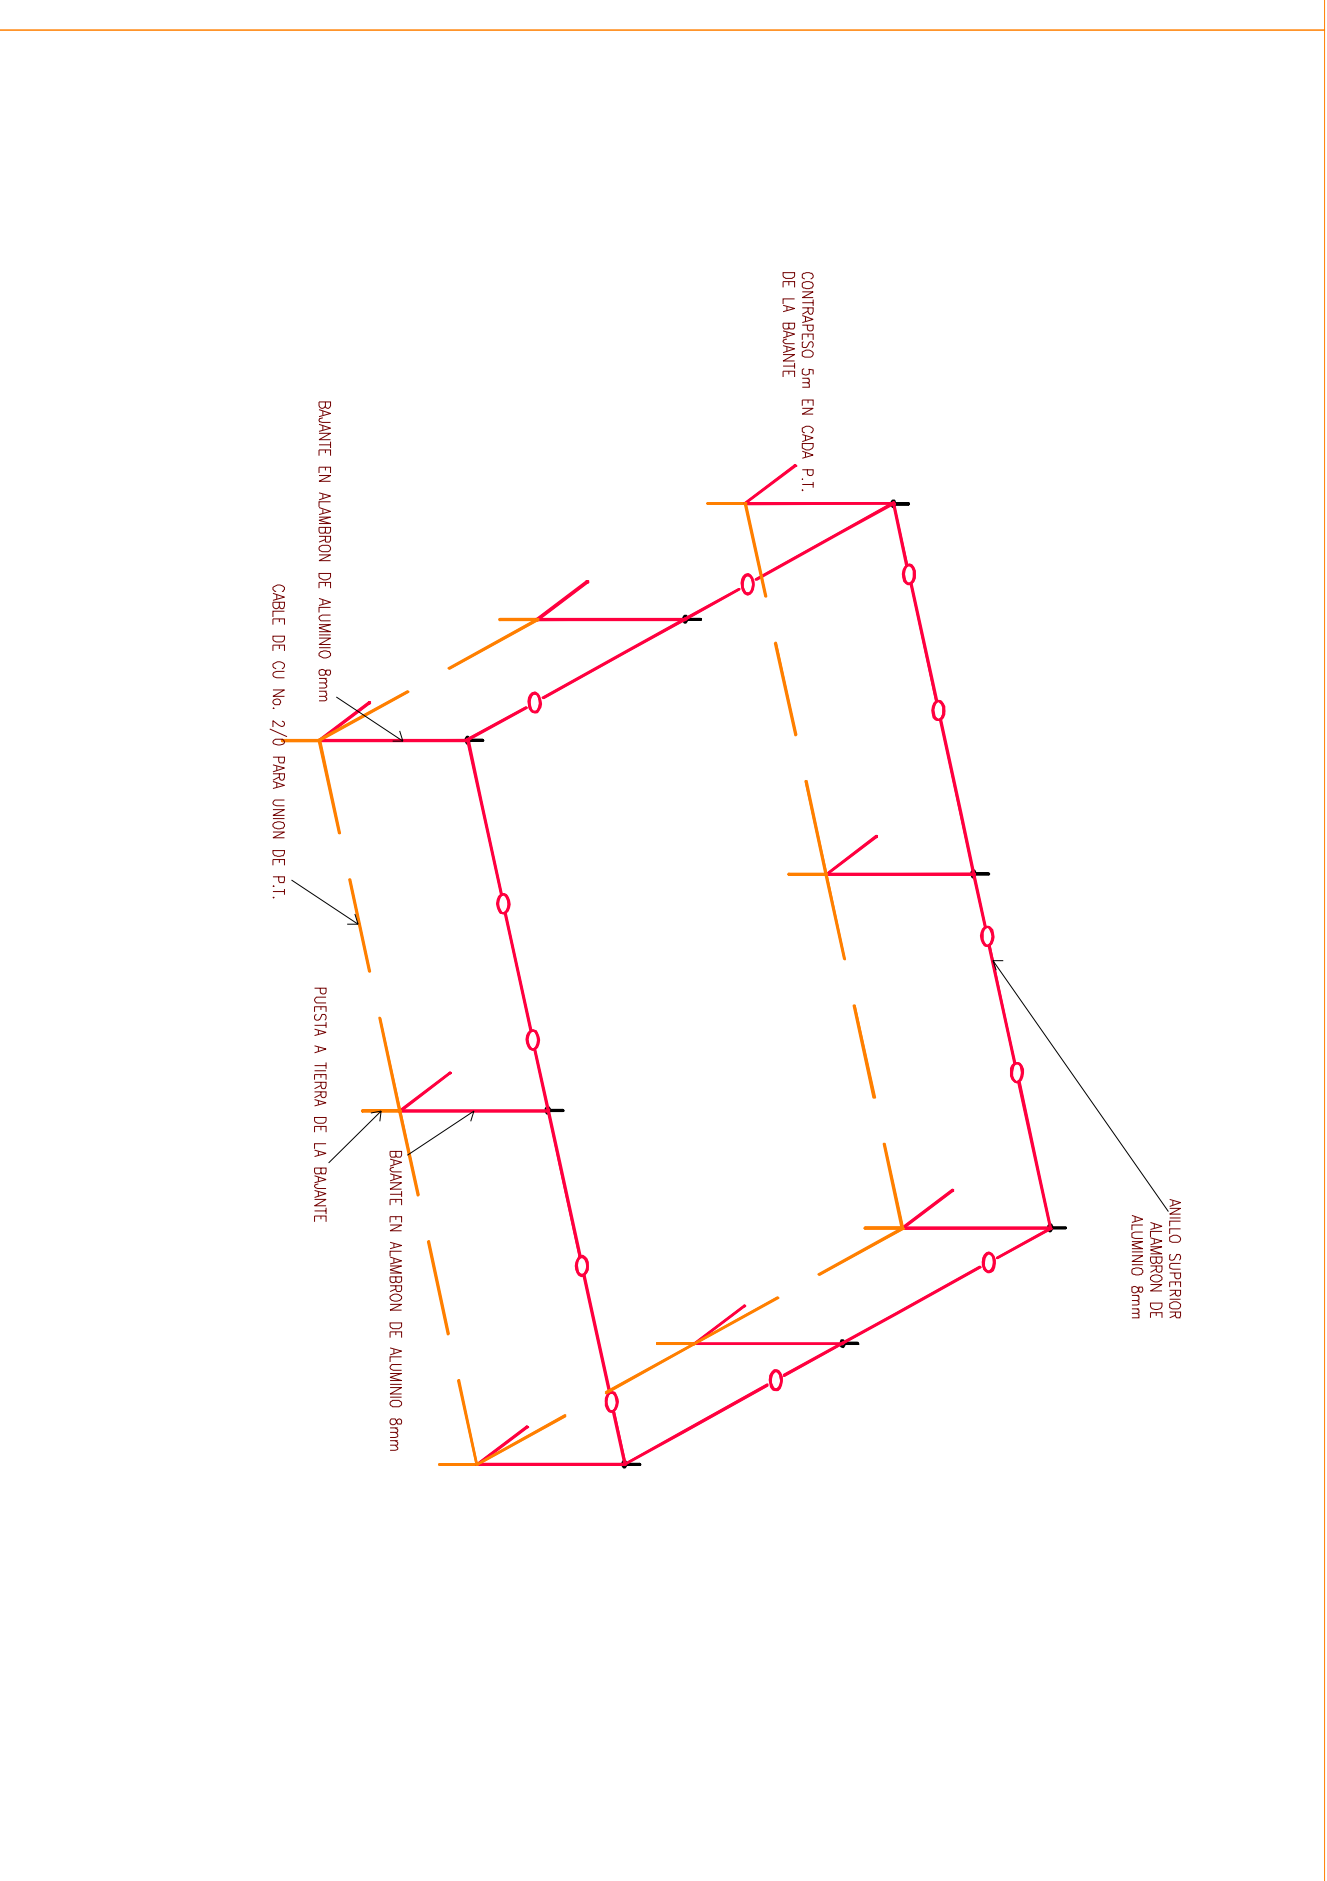 ANILLO SUPERIOR
ALAMBRON DE
ALUMINIO 8mm
CONTRAPESO 5m EN CADA P.T.
DE LA BAJANTE
BAJANTE EN ALAMBRON DE ALUMINIO 8mm
BAJANTE EN ALAMBRON DE ALUMINIO 8mm
PUESTA A TIERRA DE LA BAJANTE
CABLE DE CU No. 2/0 PARA UNION DE P.T.